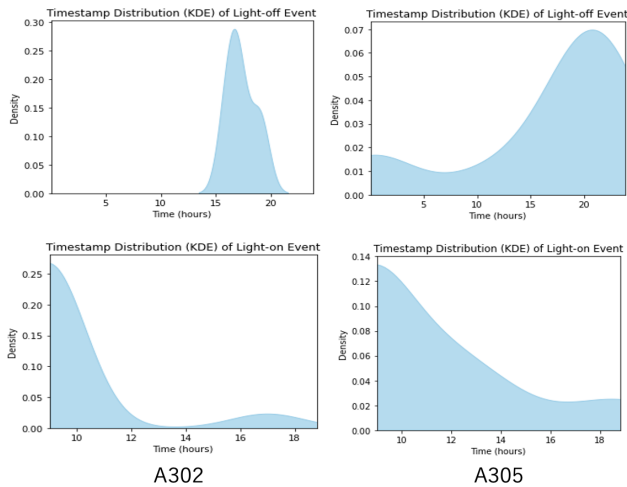 Timestamp Distribution (KDE) of Light-off Event
0.30
0.25
0.20
0.15
0.10
0.05
0.00
Density
5 10 15 20
Time (hours)
Timestamp Distribution (KDE) of Light-off Event
0.07
0.06
0.05
0.04
0.03
0.02
0.01
0.00
Density
5 10 15 20
Time (hours)
Timestamp Distribution (KDE) of Light-on Event
0.25
0.20
0.15
0.10
0.05
0.00
Density
10 12 14 16 18
Time (hours)
Timestamp Distribution (KDE) of Light-on Event
0.14
0.12
0.10
0.08
0.06
0.04
0.02
0.00
Density
10 12 14 16 18
Time (hours)
A302
A305